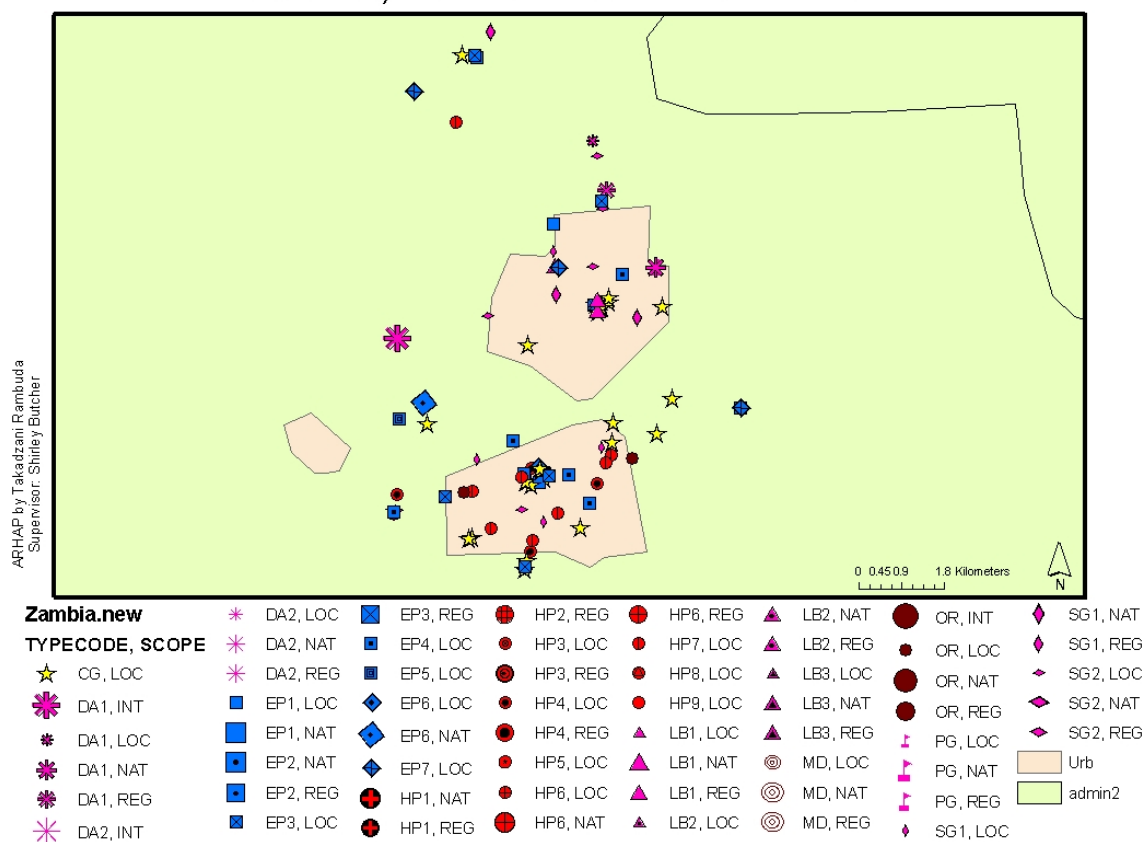 ARHAP by Takadzani Rambuda
Supervisor: Shirley Butcher
0 0.45 0.9 1.8 Kilometers
N
Zambia.new
TYPECODE, SCOPE
CG, LOC
DA1, INT
DA1, LOC
DA1, NAT
DA1, REG
DA2, INT
DA2, LOC
DA2, NAT
DA2, REG
EP1, LOC
EP1, NAT
EP2, NAT
EP2, REG
EP3, LOC
EP3, REG
EP4, LOC
EP5, LOC
EP6, LOC
EP6, NAT
EP7, LOC
HP1, NAT
HP1, REG
HP2, REG
HP3, LOC
HP3, REG
HP4, LOC
HP4, REG
HP5, LOC
HP6, LOC
HP6, NAT
HP6, REG
HP7, LOC
HP8, LOC
HP9, LOC
LB1, LOC
LB1, NAT
LB1, REG
LB2, LOC
LB2, NAT
LB2, REG
LB3, LOC
LB3, NAT
LB3, REG
MD, LOC
MD, NAT
MD, REG
OR, INT
OR, LOC
OR, NAT
OR, REG
PG, LOC
PG, NAT
PG, REG
SG1, LOC
SG1, NAT
SG1, REG
SG2, LOC
SG2, NAT
SG2, REG
Urb
admin2